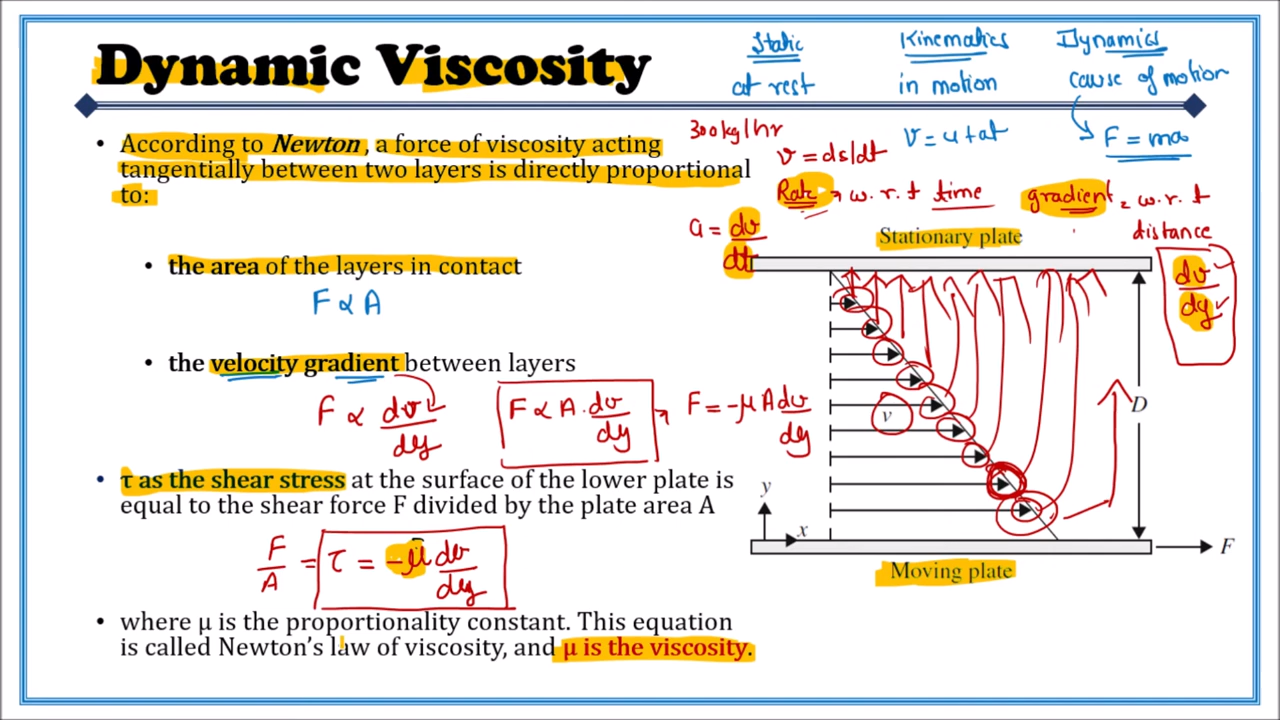 Dynamic Viscosity
Static
at rest
Kinematics
in motion
Dynamics
cause of motion
v = u + at
F = ma
300 kg/hr
v = ds/dt
Rate → w.r.t time
gradient → w.r.t
distance
a = dv/dt
dv/dy
• According to Newton, a force of viscosity acting
tangentially between two layers is directly proportional
to:
• the area of the layers in contact
F ∝ A
• the velocity gradient between layers
F ∝ dv/dy
F ∝ A . dv/dy
F = -μ A dv/dy
• τ as the shear stress at the surface of the lower plate is
equal to the shear force F divided by the plate area A
F/A = τ = -μ dv/dy
• where μ is the proportionality constant. This equation
is called Newton's law of viscosity, and μ is the viscosity.
Stationary plate
v
D
y
x
F
Moving plate